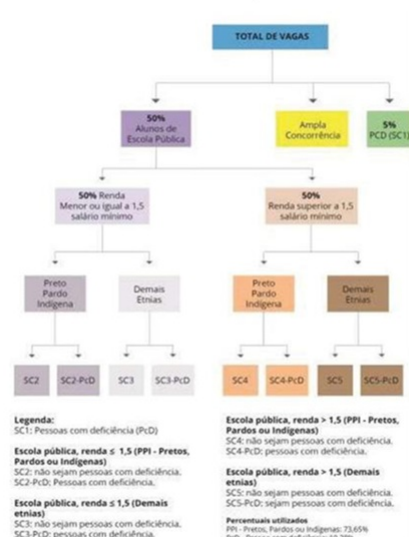 TOTAL DE VAGAS
50%
Alunos de
Escola Pública
Ampla
Concorrência
5%
PCD (SC1)
50% Renda
Menor ou igual a 1,5
salário mínimo
50%
Renda superior a 1,5
salário mínimo
Preto
Pardo
Indígena
Demais
Etnias
Preto
Pardo
Indígena
Demais
Etnias
SC2
SC2-PcD
SC3
SC3-PcD
SC4
SC4-PcD
SC5
SC5-PcD
Legenda:
SC1: Pessoas com deficiência (PcD)
Escola pública, renda ≤ 1,5 (PPI - Pretos,
Pardos ou Indígenas)
SC2: não sejam pessoas com deficiência.
SC2-PcD: Pessoas com deficiência.
Escola pública, renda ≤ 1,5 (Demais
etnias)
SC3: não sejam pessoas com deficiência.
SC3-PcD: pessoas com deficiência.
Escola pública, renda > 1,5 (PPI - Pretos,
Pardos ou Indígenas)
SC4: não sejam pessoas com deficiência.
SC4-PcD: pessoas com deficiência.
Escola pública, renda > 1,5 (Demais
etnias)
SC5: não sejam pessoas com deficiência.
SC5-PcD: sejam pessoas com deficiência.
Percentuais utilizados
PPI - Pretos, Pardos ou Indígenas: 73,65%